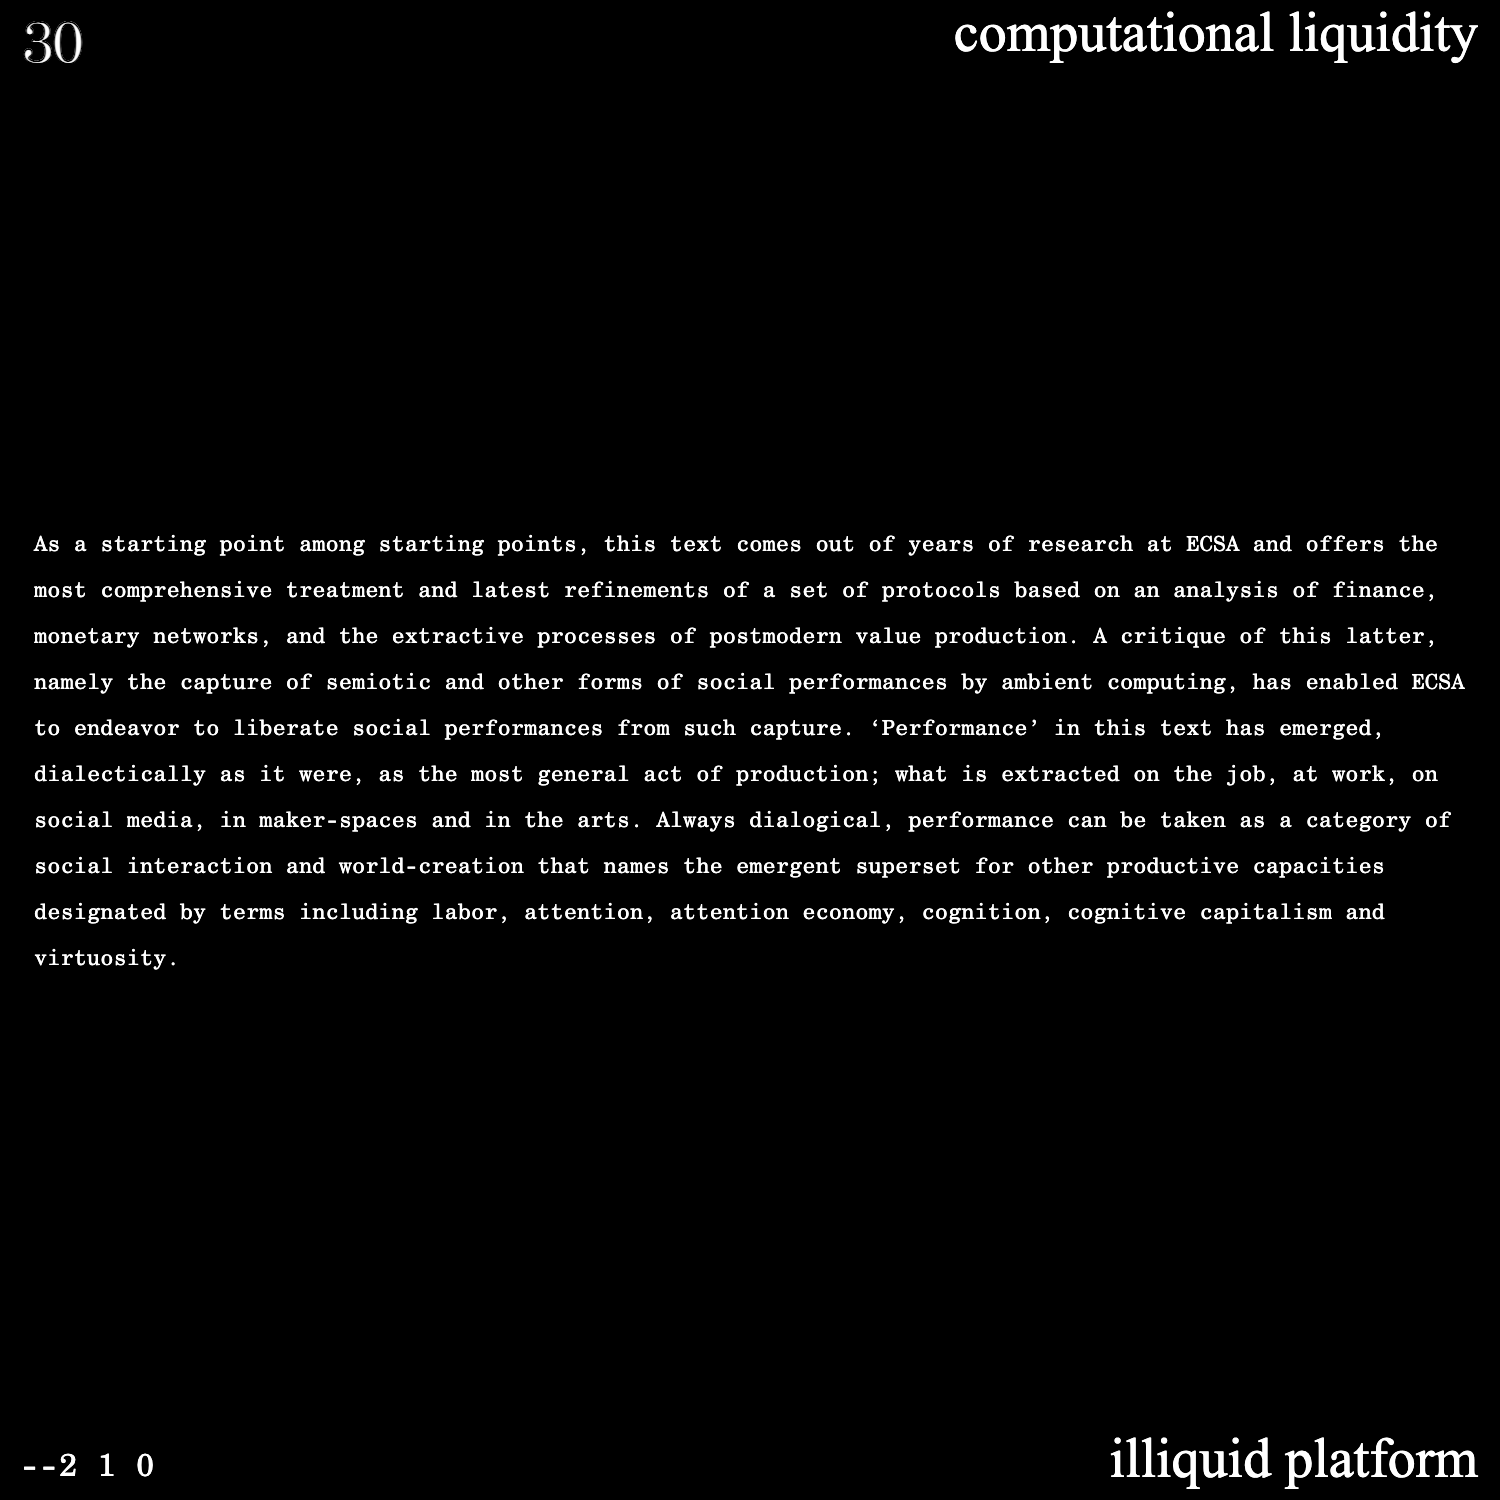 30
computational liquidity
As a starting point among starting points, this text comes out of years of research at ECSA and offers the
most comprehensive treatment and latest refinements of a set of protocols based on an analysis of finance,
monetary networks, and the extractive processes of postmodern value production. A critique of this latter,
namely the capture of semiotic and other forms of social performances by ambient computing, has enabled ECSA
to endeavor to liberate social performances from such capture. ‘Performance’ in this text has emerged,
dialectically as it were, as the most general act of production; what is extracted on the job, at work, on
social media, in maker-spaces and in the arts. Always dialogical, performance can be taken as a category of
social interaction and world-creation that names the emergent superset for other productive capacities
designated by terms including labor, attention, attention economy, cognition, cognitive capitalism and
virtuosity.
--2 1 0
illiquid platform